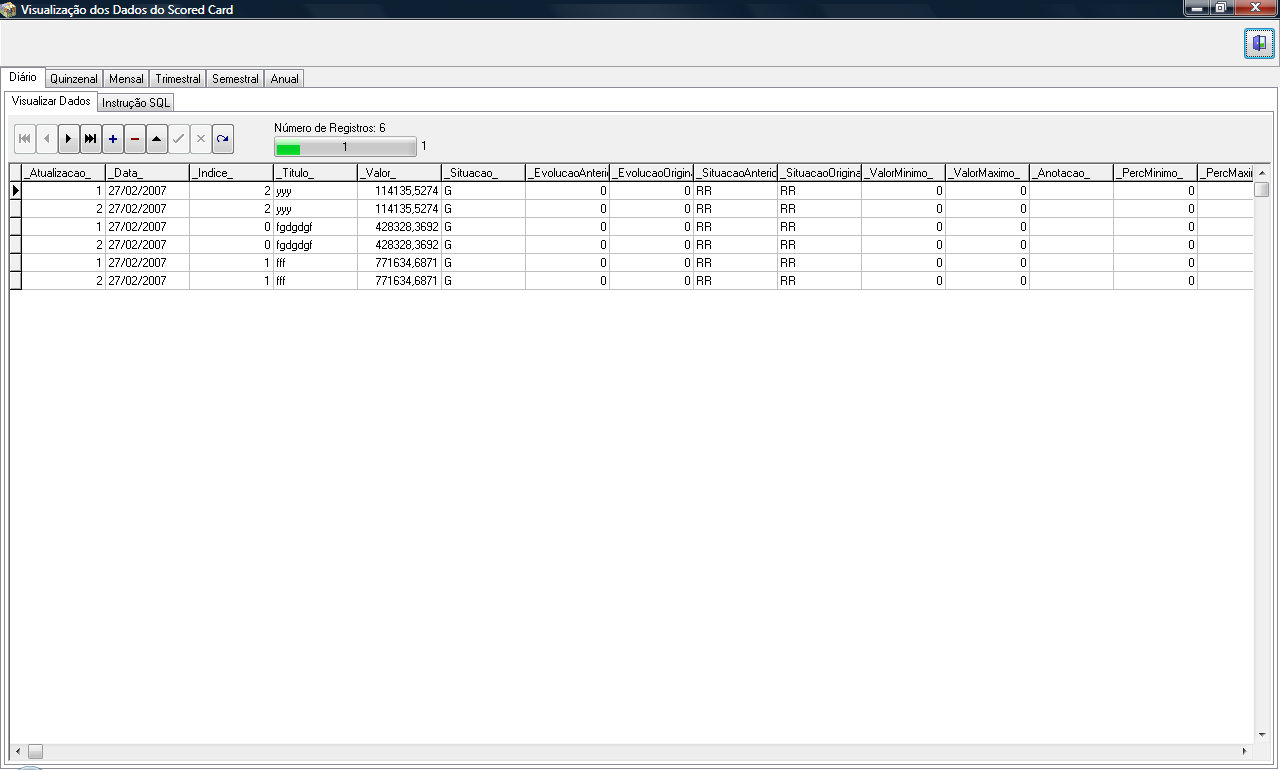 Visualização dos Dados do Scored Card
Diário Quinzenal Mensal Trimestral Semestral Anual
Visualizar Dados Instrução SQL
Número de Registros: 6
1 1
_Atualizacao_ _Data_ _Indice_ _Titulo_ _Valor_ _Situacao_ _EvolucaoAnterio _EvolucaoOrigina _SituacaoAnterio _SituacaoOrigina _ValorMinimo_ _ValorMaximo_ _Anotacao_ _PercMinimo_ _PercMaxi
1 27/02/2007 2 yyy 114135,5274 G 0 0 RR RR 0 0 0
2 27/02/2007 2 yyy 114135,5274 G 0 0 RR RR 0 0 0
1 27/02/2007 0 fgdgdgf 428328,3692 G 0 0 RR RR 0 0 0
2 27/02/2007 0 fgdgdgf 428328,3692 G 0 0 RR RR 0 0 0
1 27/02/2007 1 fff 771634,6871 G 0 0 RR RR 0 0 0
2 27/02/2007 1 fff 771634,6871 G 0 0 RR RR 0 0 0